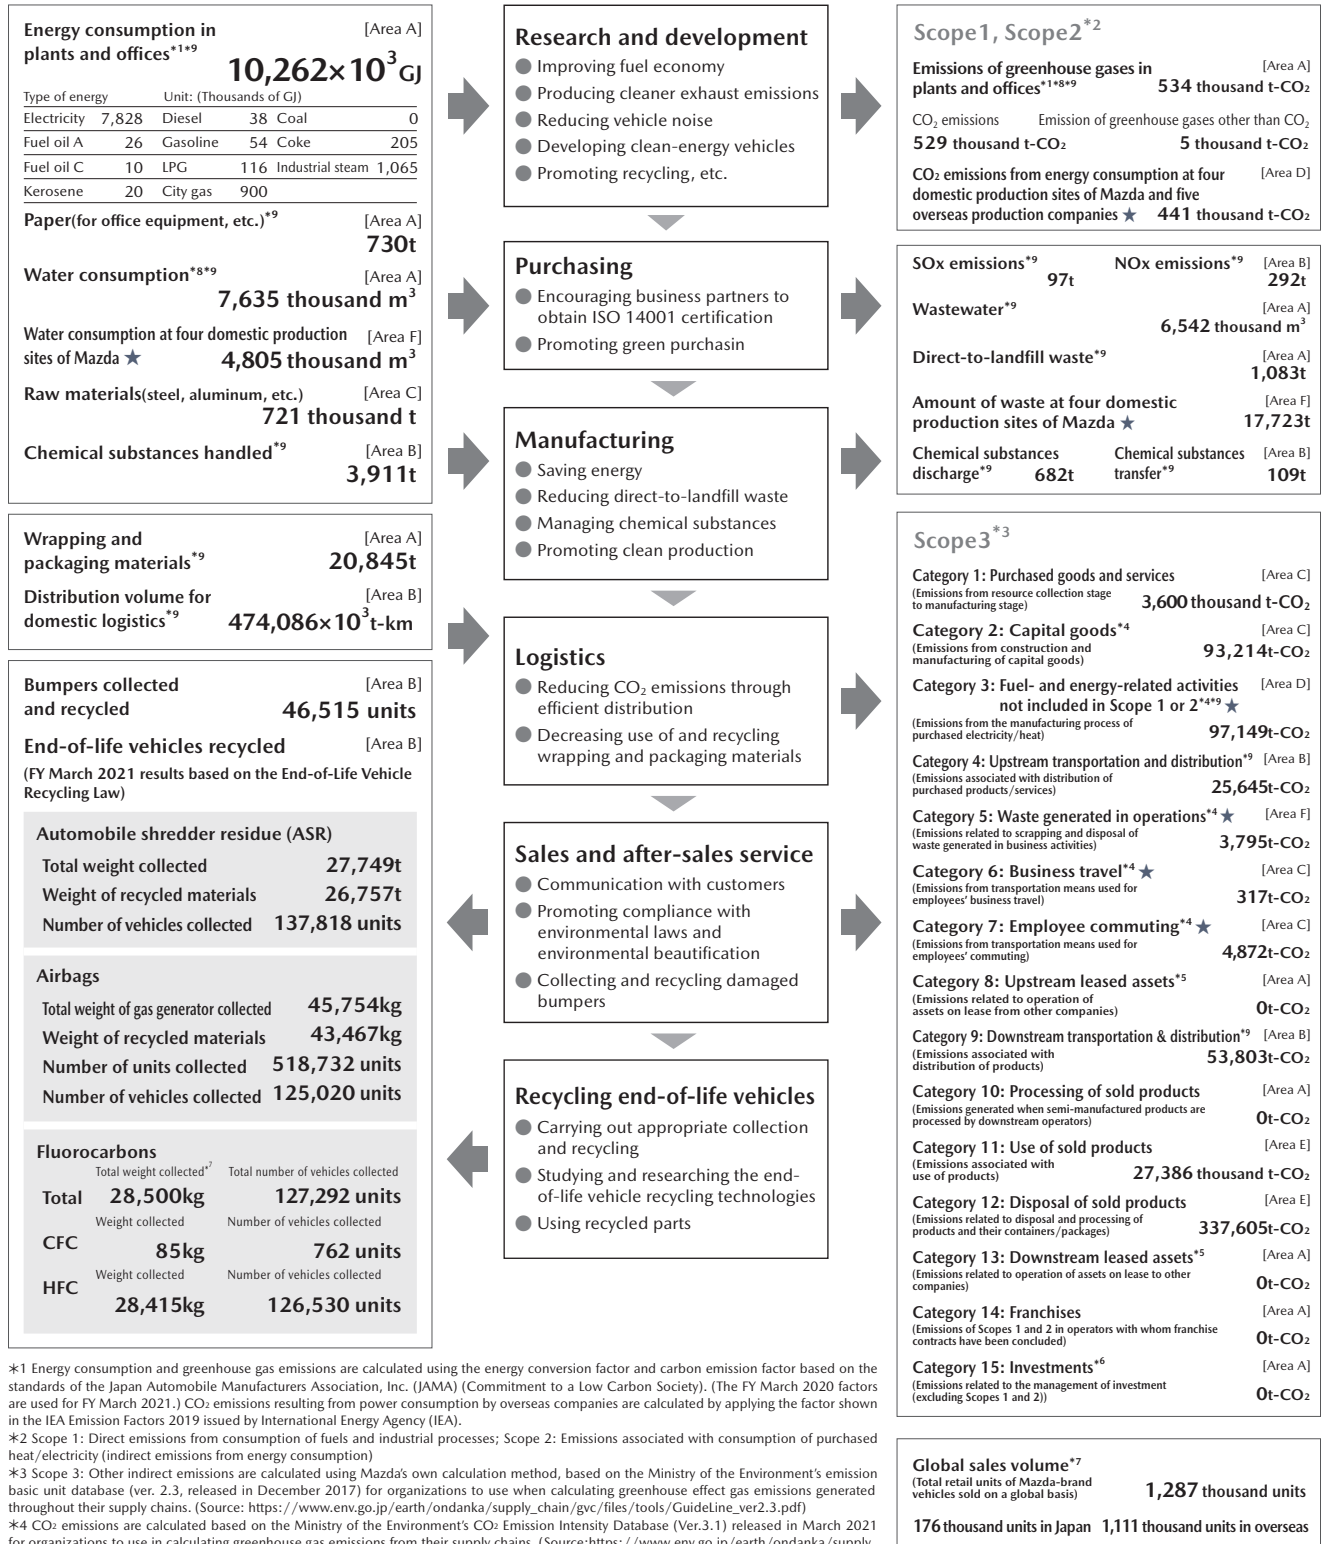 Energy consumption in [Area A]
plants and offices*1*9
10,262×10³GJ
Type of energy Unit: (Thousands of GJ)
Electricity 7,828 Diesel 38 Coal 0
Fuel oil A 26 Gasoline 54 Coke 205
Fuel oil C 10 LPG 116 Industrial steam 1,065
Kerosene 20 City gas 900
Paper(for office equipment, etc.)*9 [Area A]
730t
Water consumption*8*9 [Area A]
7,635 thousand m³
Water consumption at four domestic production [Area F]
sites of Mazda ★ 4,805 thousand m³
Raw materials(steel, aluminum, etc.) [Area C]
721 thousand t
Chemical substances handled*9 [Area B]
3,911t
Wrapping and [Area A]
packaging materials*9 20,845t
Distribution volume for [Area B]
domestic logistics*9 474,086×10³t-km
Bumpers collected [Area B]
and recycled 46,515 units
End-of-life vehicles recycled [Area B]
(FY March 2021 results based on the End-of-Life Vehicle
Recycling Law)
Automobile shredder residue (ASR)
Total weight collected 27,749t
Weight of recycled materials 26,757t
Number of vehicles collected 137,818 units
Airbags
Total weight of gas generator collected 45,754kg
Weight of recycled materials 43,467kg
Number of units collected 518,732 units
Number of vehicles collected 125,020 units
Fluorocarbons
Total weight collected*7 Total number of vehicles collected
Total 28,500kg 127,292 units
Weight collected Number of vehicles collected
CFC 85kg 762 units
Weight collected Number of vehicles collected
HFC 28,415kg 126,530 units
Research and development
● Improving fuel economy
● Producing cleaner exhaust emissions
● Reducing vehicle noise
● Developing clean-energy vehicles
● Promoting recycling, etc.
Purchasing
● Encouraging business partners to
obtain ISO 14001 certification
● Promoting green purchasin
Manufacturing
● Saving energy
● Reducing direct-to-landfill waste
● Managing chemical substances
● Promoting clean production
Logistics
● Reducing CO₂ emissions through
efficient distribution
● Decreasing use of and recycling
wrapping and packaging materials
Sales and after-sales service
● Communication with customers
● Promoting compliance with
environmental laws and
environmental beautification
● Collecting and recycling damaged
bumpers
Recycling end-of-life vehicles
● Carrying out appropriate collection
and recycling
● Studying and researching the end-
of-life vehicle recycling technologies
● Using recycled parts
Scope1, Scope2*2
Emissions of greenhouse gases in [Area A]
plants and offices*1*8*9 534 thousand t-CO₂
CO₂ emissions Emission of greenhouse gases other than CO₂
529 thousand t-CO₂ 5 thousand t-CO₂
CO₂ emissions from energy consumption at four [Area D]
domestic production sites of Mazda and five
overseas production companies ★ 441 thousand t-CO₂
SOx emissions*9 NOx emissions*9 [Area B]
97t 292t
Wastewater*9 [Area A]
6,542 thousand m³
Direct-to-landfill waste*9 [Area A]
1,083t
Amount of waste at four domestic [Area F]
production sites of Mazda ★ 17,723t
Chemical substances Chemical substances [Area B]
discharge*9 682t transfer*9 109t
Scope3*3
Category 1: Purchased goods and services [Area C]
(Emissions from resource collection stage
to manufacturing stage) 3,600 thousand t-CO₂
Category 2: Capital goods*4 [Area C]
(Emissions from construction and
manufacturing of capital goods) 93,214t-CO₂
Category 3: Fuel- and energy-related activities [Area D]
not included in Scope 1 or 2*4*9 ★
(Emissions from the manufacturing process of
purchased electricity/heat) 97,149t-CO₂
Category 4: Upstream transportation and distribution*9 [Area B]
(Emissions associated with distribution of
purchased products/services) 25,645t-CO₂
Category 5: Waste generated in operations*4 ★ [Area F]
(Emissions related to scrapping and disposal of
waste generated in business activities) 3,795t-CO₂
Category 6: Business travel*4 ★ [Area C]
(Emissions from transportation means used for
employees' business travel) 317t-CO₂
Category 7: Employee commuting*4 ★ [Area C]
(Emissions from transportation means used for
employees' commuting) 4,872t-CO₂
Category 8: Upstream leased assets*5 [Area A]
(Emissions related to operation of
assets on lease from other companies) 0t-CO₂
Category 9: Downstream transportation & distribution*9 [Area B]
(Emissions associated with
distribution of products) 53,803t-CO₂
Category 10: Processing of sold products [Area A]
(Emissions generated when semi-manufactured products are
processed by downstream operators) 0t-CO₂
Category 11: Use of sold products [Area E]
(Emissions associated with
use of products) 27,386 thousand t-CO₂
Category 12: Disposal of sold products [Area E]
(Emissions related to disposal and processing of
products and their containers/packages) 337,605t-CO₂
Category 13: Downstream leased assets*5 [Area A]
(Emissions related to operation of assets on lease to other
companies) 0t-CO₂
Category 14: Franchises [Area A]
(Emissions of Scopes 1 and 2 in operators with whom franchise
contracts have been concluded) 0t-CO₂
Category 15: Investments*6 [Area A]
(Emissions related to the management of investment
(excluding Scopes 1 and 2)) 0t-CO₂
Global sales volume*7
(Total retail units of Mazda-brand
vehicles sold on a global basis) 1,287 thousand units
176 thousand units in Japan 1,111 thousand units in overseas
*1 Energy consumption and greenhouse gas emissions are calculated using the energy conversion factor and carbon emission factor based on the
standards of the Japan Automobile Manufacturers Association, Inc. (JAMA) (Commitment to a Low Carbon Society). (The FY March 2020 factors
are used for FY March 2021.) CO₂ emissions resulting from power consumption by overseas companies are calculated by applying the factor shown
in the IEA Emission Factors 2019 issued by International Energy Agency (IEA).
*2 Scope 1: Direct emissions from consumption of fuels and industrial processes; Scope 2: Emissions associated with consumption of purchased
heat/electricity (indirect emissions from energy consumption)
*3 Scope 3: Other indirect emissions are calculated using Mazda's own calculation method, based on the Ministry of the Environment's emission
basic unit database (ver. 2.3, released in December 2017) for organizations to use when calculating greenhouse effect gas emissions generated
throughout their supply chains. (Source: https://www.env.go.jp/earth/ondanka/supply_chain/gvc/files/tools/GuideLine_ver2.3.pdf)
*4 CO₂ emissions are calculated based on the Ministry of the Environment's CO₂ Emission Intensity Database (Ver.3.1) released in March 2021
for organizations to use in calculating greenhouse gas emissions from their supply chains. (Source:https://www.env.go.jp/earth/ondanka/supply_